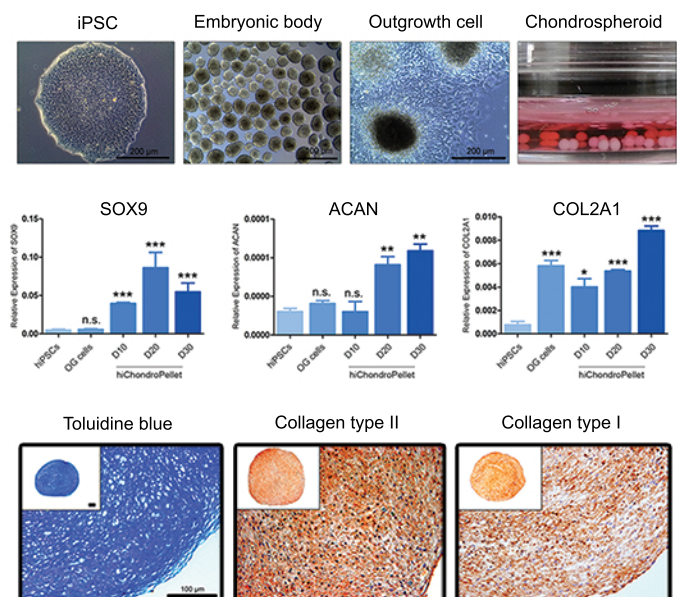 iPSC
Embryonic body
Outgrowth cell
Chondrospheroid
200 µm
200 µm
SOX9
ACAN
COL2A1
Relative Expression of SOX9
0.15
0.10
0.05
0.00
n.s.
***
***
***
hiPSCs
OG cells
D10
D20
D30
hiChondroPellet
Relative Expression of ACAN
0.0001
0.0001
0.0000
0.0000
n.s.
n.s.
**
**
hiPSCs
OG cells
D10
D20
D30
hiChondroPellet
Relative Expression of COL2A1
0.010
0.008
0.006
0.004
0.002
0.000
***
*
***
***
hiPSCs
OG cells
D10
D20
D30
hiChondroPellet
Toluidine blue
Collagen type II
Collagen type I
100 µm